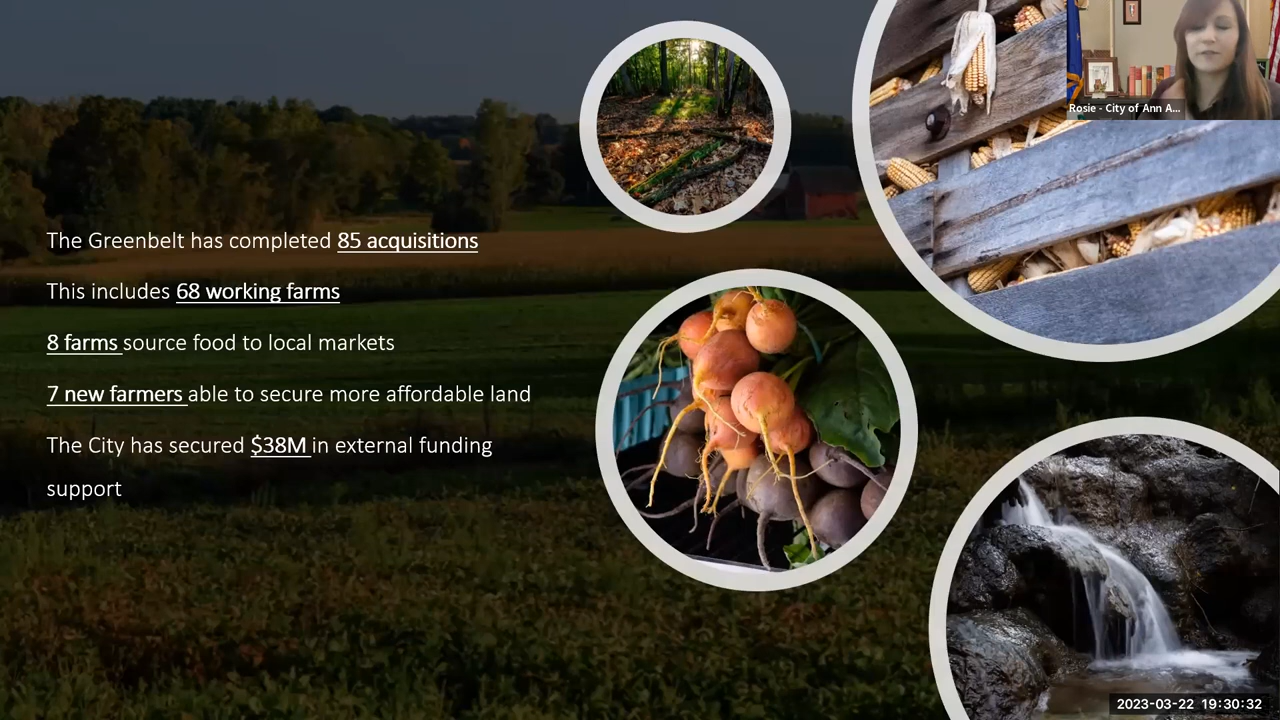 Rosie - City of Ann A...
The Greenbelt has completed 85 acquisitions
This includes 68 working farms
8 farms source food to local markets
7 new farmers able to secure more affordable land
The City has secured $38M in external funding
support
2023-03-22 19:30:32